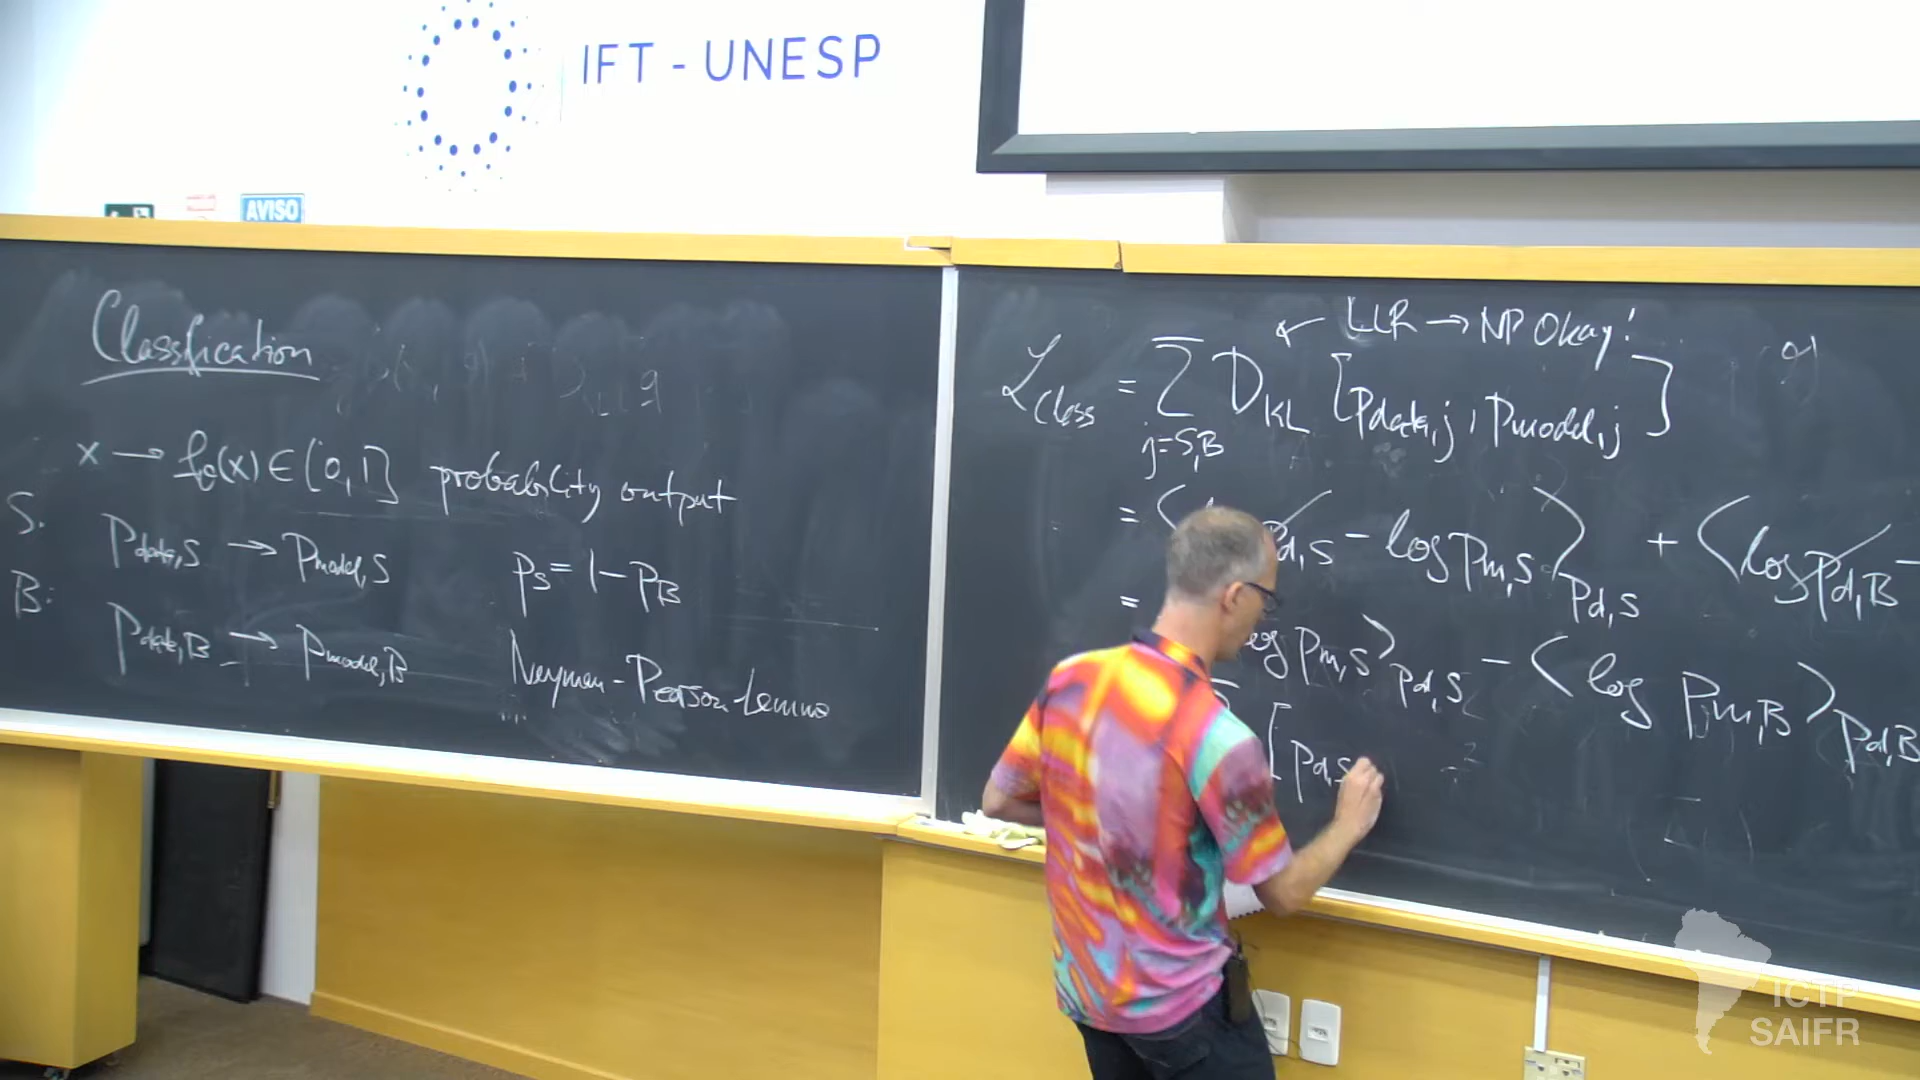 IFT - UNESP
AVISO
Classfication
x → fθ(x) ∈ [0,1] probability output
S: Pdata,S → Pmodel,S
pS = 1 - pB
B: Pdata,B → Pmodel,B
Neyman-Pearson-Lemma
← LLR → NP Okay!
ℒclass = Σ j=S,B DKL [Pdata,j , Pmodel,j]
= ⟨ Pd,S - log Pm,S ⟩ Pd,S + ⟨ log Pd,B -
= log Pm,S ⟩ Pd,S - ⟨ log Pm,B ⟩ Pd,B
[ Pd,S
ICTP
SAIFR